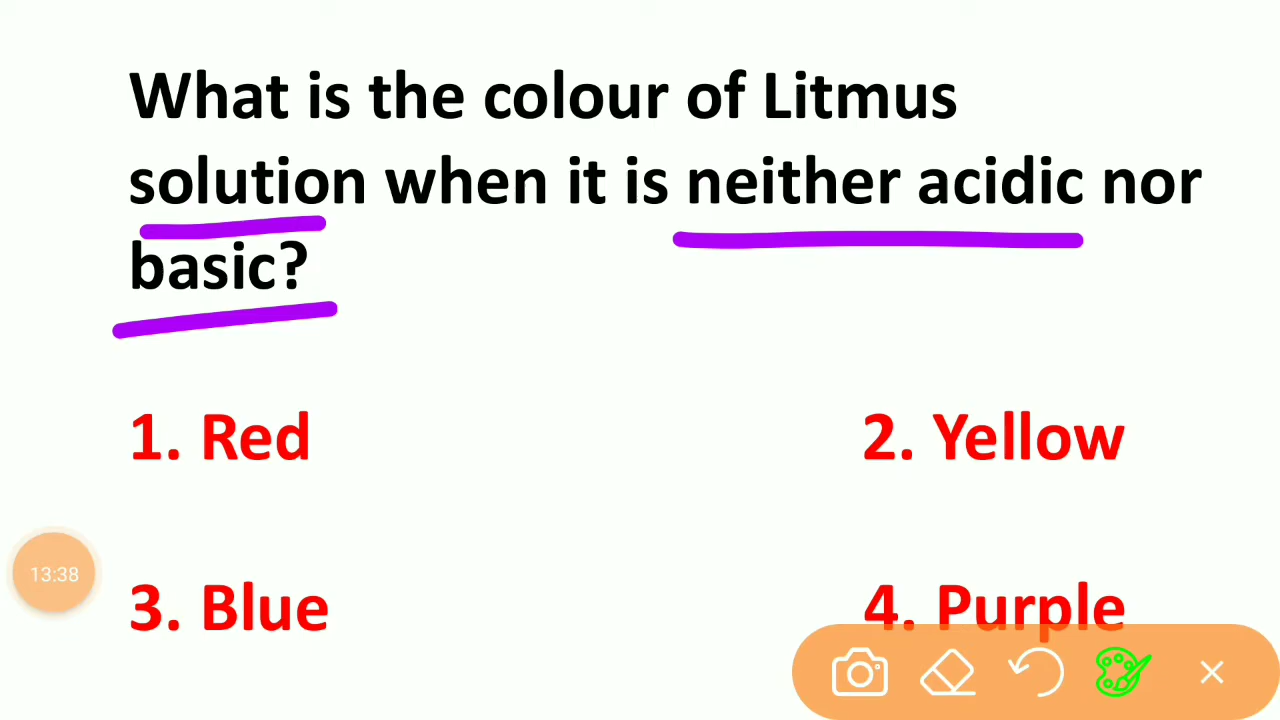 What is the colour of Litmus
solution when it is neither acidic nor
basic?
1. Red
2. Yellow
3. Blue
4. Purple
13:38